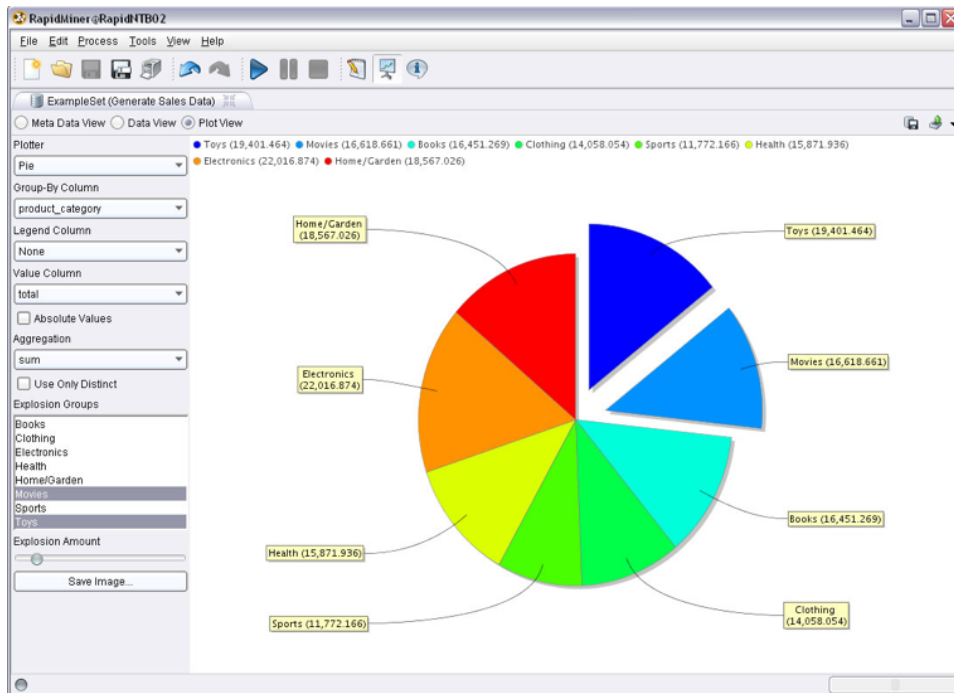 RapidMiner@RapidNTB02
File Edit Process Tools View Help
ExampleSet (Generate Sales Data)
Meta Data View Data View Plot View
Plotter
Pie
Group-By Column
product_category
Legend Column
None
Value Column
total
Absolute Values
Aggregation
sum
Use Only Distinct
Explosion Groups
Books
Clothing
Electronics
Health
Home/Garden
Movies
Sports
Toys
Explosion Amount
Save Image...
Toys (19,401.464) Movies (16,618.661) Books (16,451.269) Clothing (14,058.054) Sports (11,772.166) Health (15,871.936)
Electronics (22,016.874) Home/Garden (18,567.026)
Home/Garden
(18,567.026)
Toys (19,401.464)
Movies (16,618.661)
Electronics
(22,016.874)
Books (16,451.269)
Health (15,871.936)
Clothing
(14,058.054)
Sports (11,772.166)